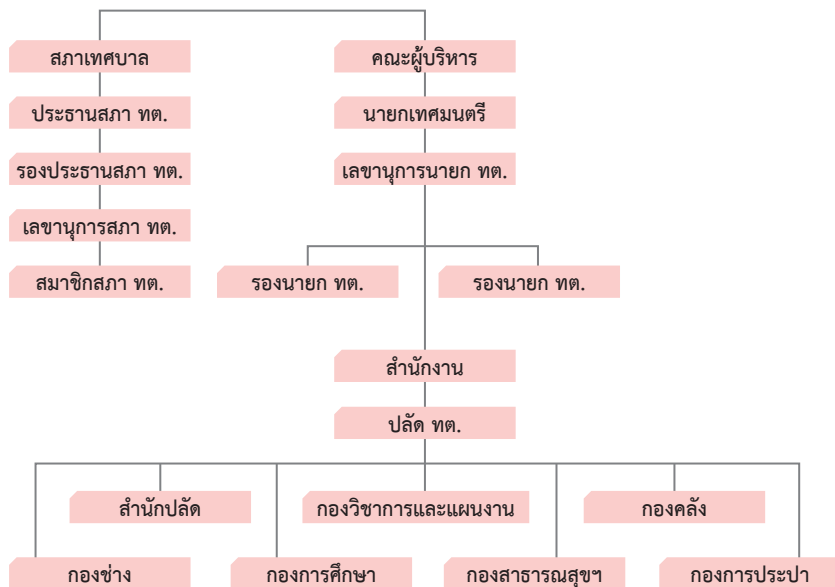 สภาเทศบาล
คณะผู้บริหาร
ประธานสภา ทต.
นายกเทศมนตรี
รองประธานสภา ทต.
เลขานุการนายก ทต.
เลขานุการสภา ทต.
สมาชิกสภา ทต.
รองนายก ทต.
รองนายก ทต.
สำนักงาน
ปลัด ทต.
สำนักปลัด
กองวิชาการและแผนงาน
กองคลัง
กองช่าง
กองการศึกษา
กองสาธารณสุขฯ
กองการประปา